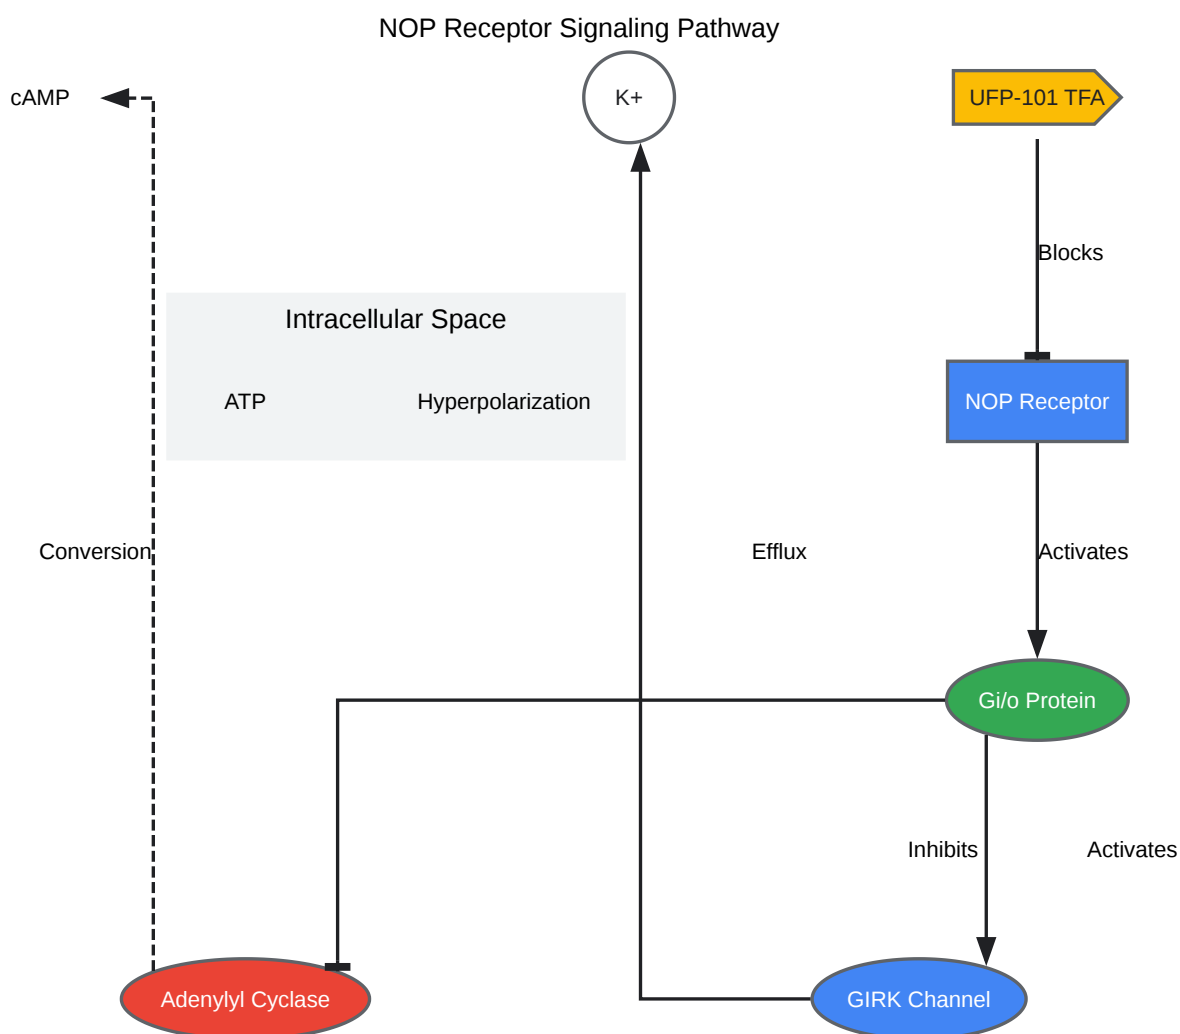 NOP Receptor Signaling Pathway
cAMP
K+
UFP-101 TFA
Blocks
Intracellular Space
ATP
Hyperpolarization
NOP Receptor
Conversion
Efflux
Activates
Gi/o Protein
Inhibits
Activates
Adenylyl Cyclase
GIRK Channel